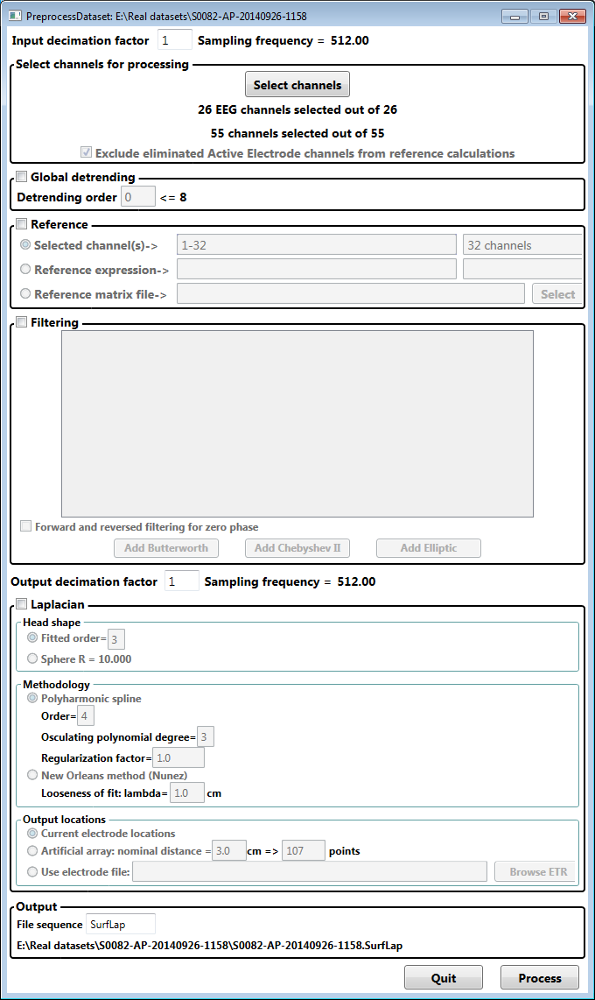 PreprocessDataset: E:\Real datasets\S0082-AP-20140926-1158
Input decimation factor 1 Sampling frequency = 512.00
Select channels for processing
Select channels
26 EEG channels selected out of 26
55 channels selected out of 55
Exclude eliminated Active Electrode channels from reference calculations
Global detrending
Detrending order 0 <= 8
Reference
Selected channel(s)-> 1-32 32 channels
Reference expression->
Reference matrix file-> Select
Filtering
Forward and reversed filtering for zero phase
Add Butterworth Add Chebyshev II Add Elliptic
Output decimation factor 1 Sampling frequency = 512.00
Laplacian
Head shape
Fitted order= 3
Sphere R = 10.000
Methodology
Polyharmonic spline
Order= 4
Osculating polynomial degree= 3
Regularization factor= 1.0
New Orleans method (Nunez)
Looseness of fit: lambda= 1.0 cm
Output locations
Current electrode locations
Artificial array: nominal distance = 3.0 cm => 107 points
Use electrode file: Browse ETR
Output
File sequence SurfLap
E:\Real datasets\S0082-AP-20140926-1158\S0082-AP-20140926-1158.SurfLap
Quit Process